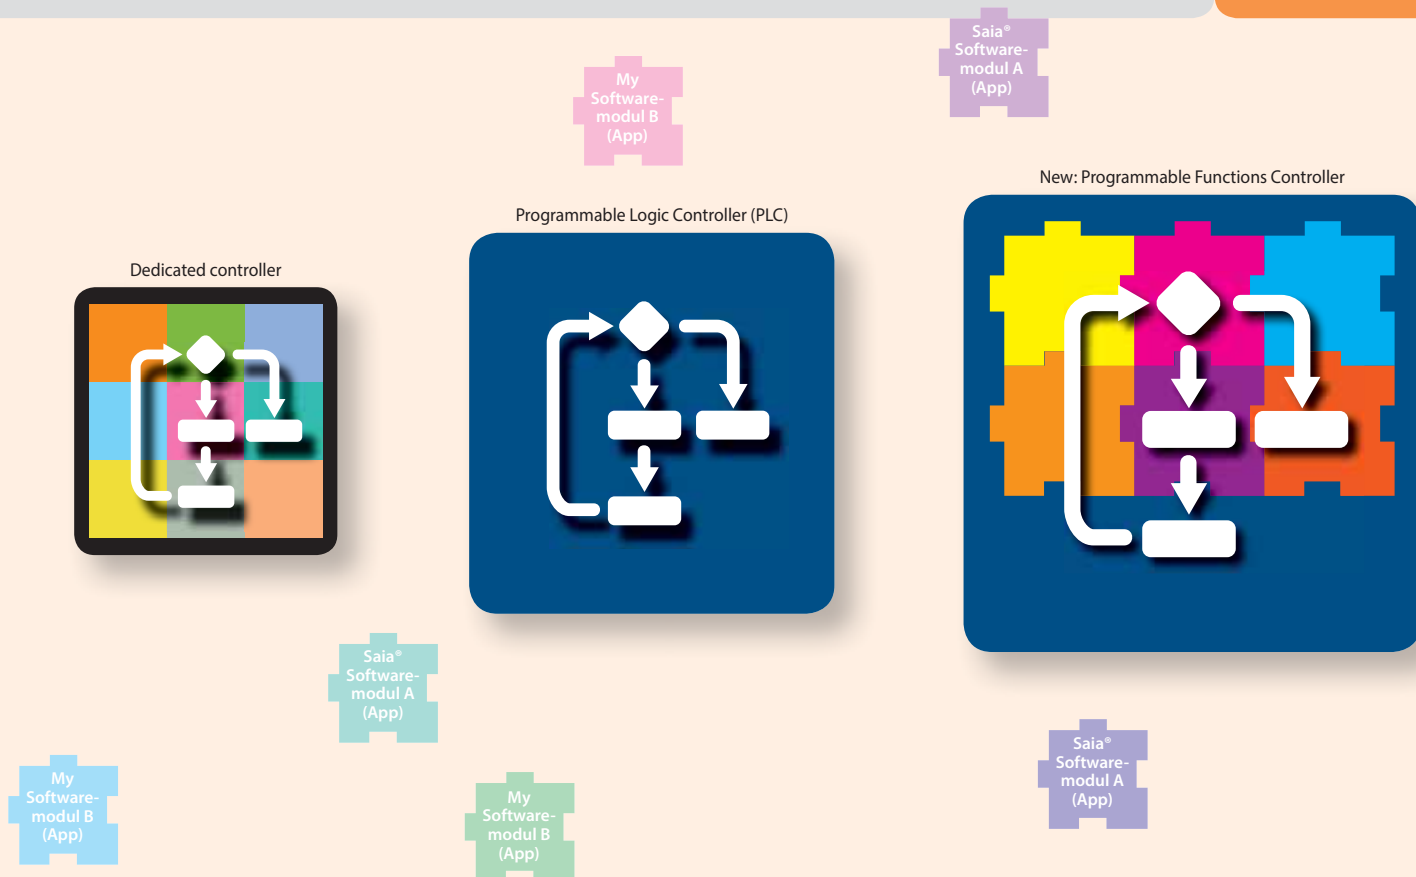 Saia®
Software-
modul A
(App)
My
Software-
modul B
(App)
New: Programmable Functions Controller
Programmable Logic Controller (PLC)
Dedicated controller
Saia®
Software-
modul A
(App)
Saia®
Software-
modul A
(App)
My
Software-
modul B
(App)
My
Software-
modul B
(App)